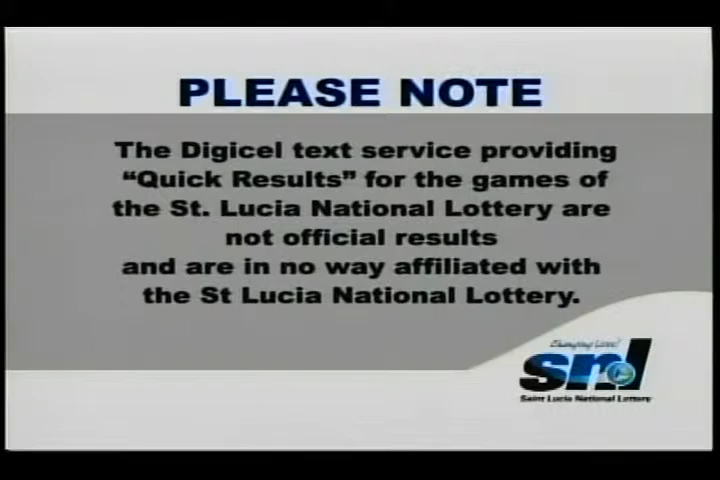 PLEASE NOTE
The Digicel text service providing
“Quick Results” for the games of
the St. Lucia National Lottery are
not official results
and are in no way affiliated with
the St Lucia National Lottery.
Changing Lives!
snl
Saint Lucia National Lottery